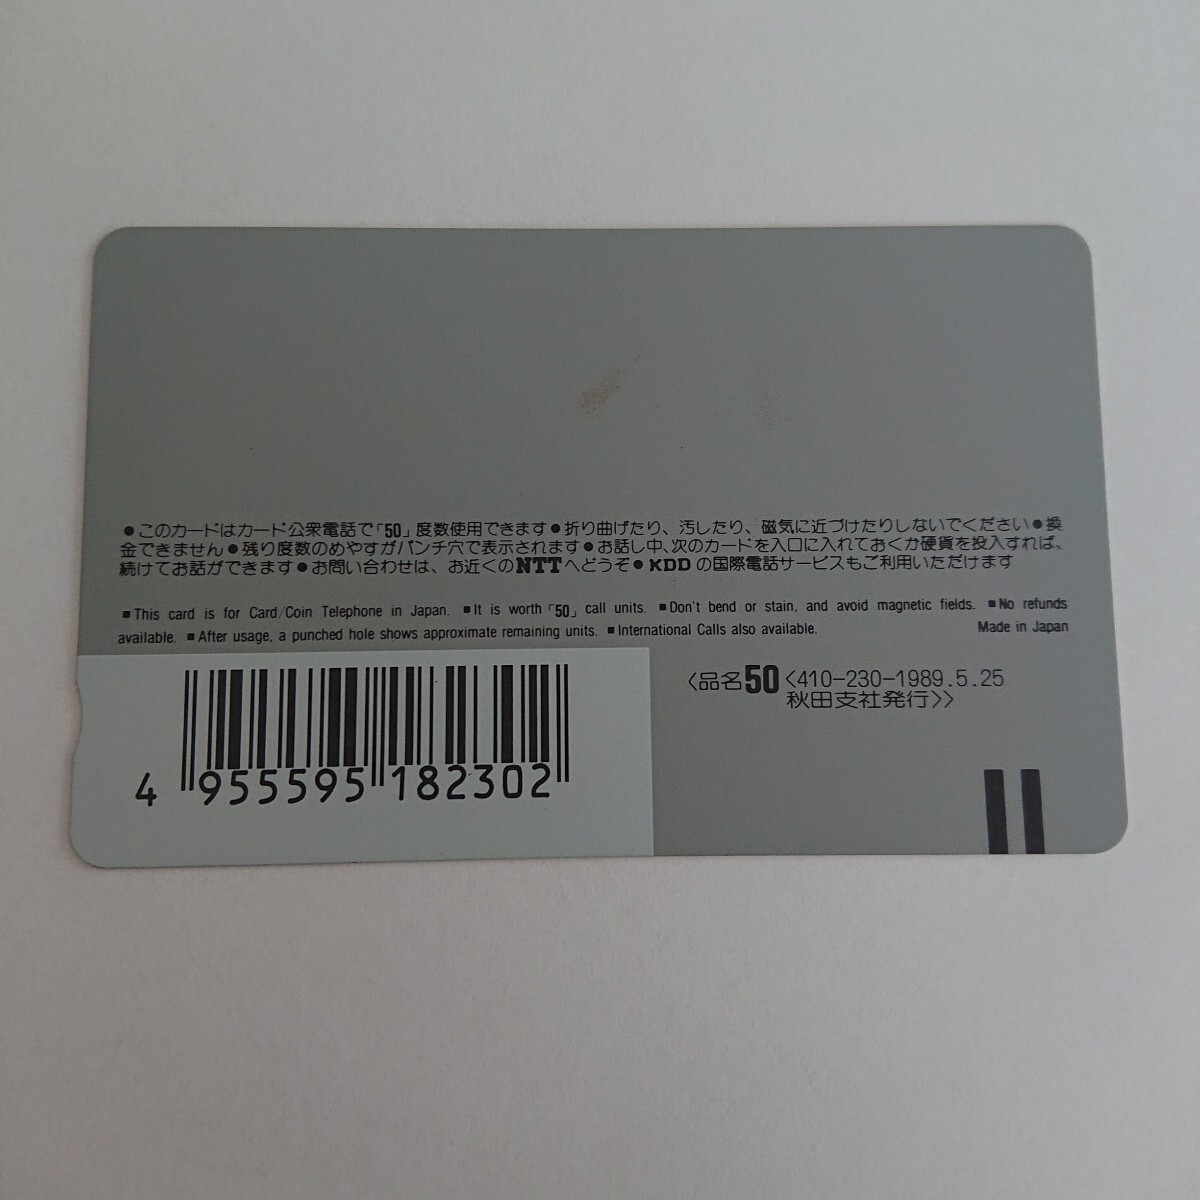 ●このカードはカード公衆電話で「50」度数使用できます●折り曲げたり、汚したり、磁気に近づけたりしないでください●換
金できません●残り度数のめやすがパンチ穴で表示されます●お話し中、次のカードを入口に入れておくか硬貨を投入すれば、
続けてお話ができます●お問い合わせは、お近くのNTTへどうぞ●KDDの国際電話サービスもご利用いただけます
■This card is for Card/Coin Telephone in Japan. ■It is worth「50」call units. ■Don't bend or stain, and avoid magnetic fields. ■No refunds
available. ■After usage, a punched hole shows approximate remaining units. ■International Calls also available. Made in Japan
〈品名50〈410-230-1989.5.25
秋田支社発行〉〉
4 955595 182302